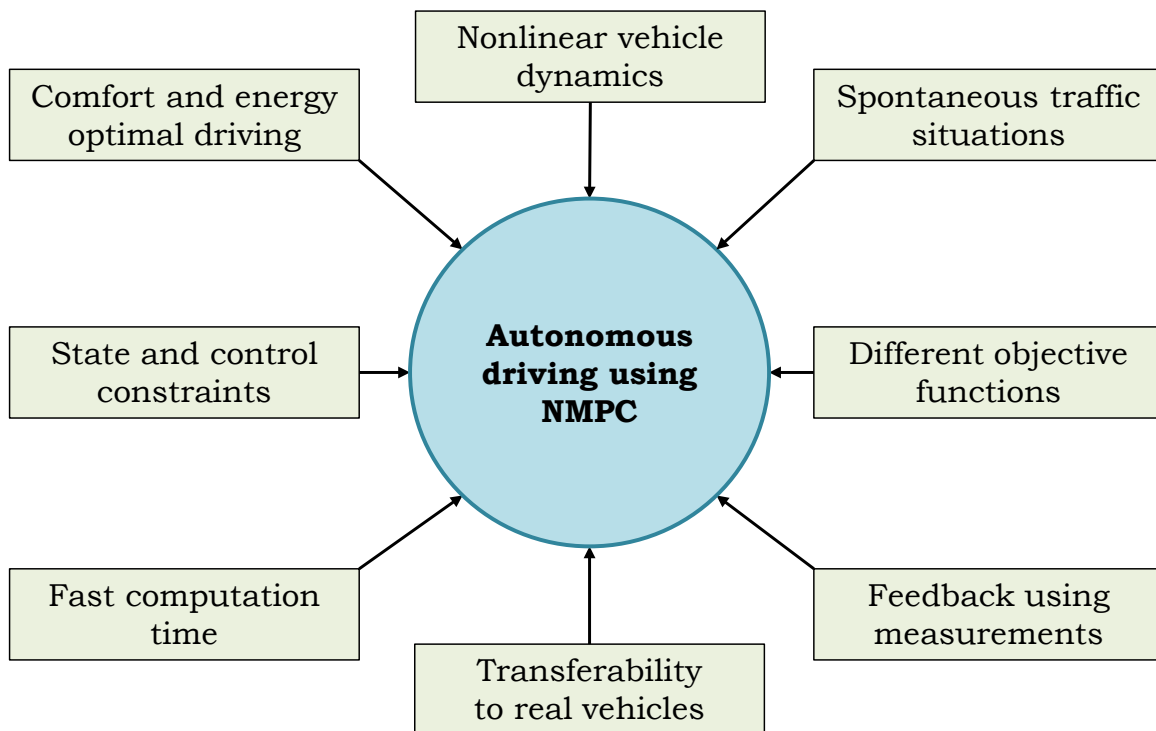 Nonlinear vehicle
dynamics
Comfort and energy
optimal driving
Spontaneous traffic
situations
State and control
constraints
Autonomous
driving using
NMPC
Different objective
functions
Fast computation
time
Feedback using
measurements
Transferability
to real vehicles